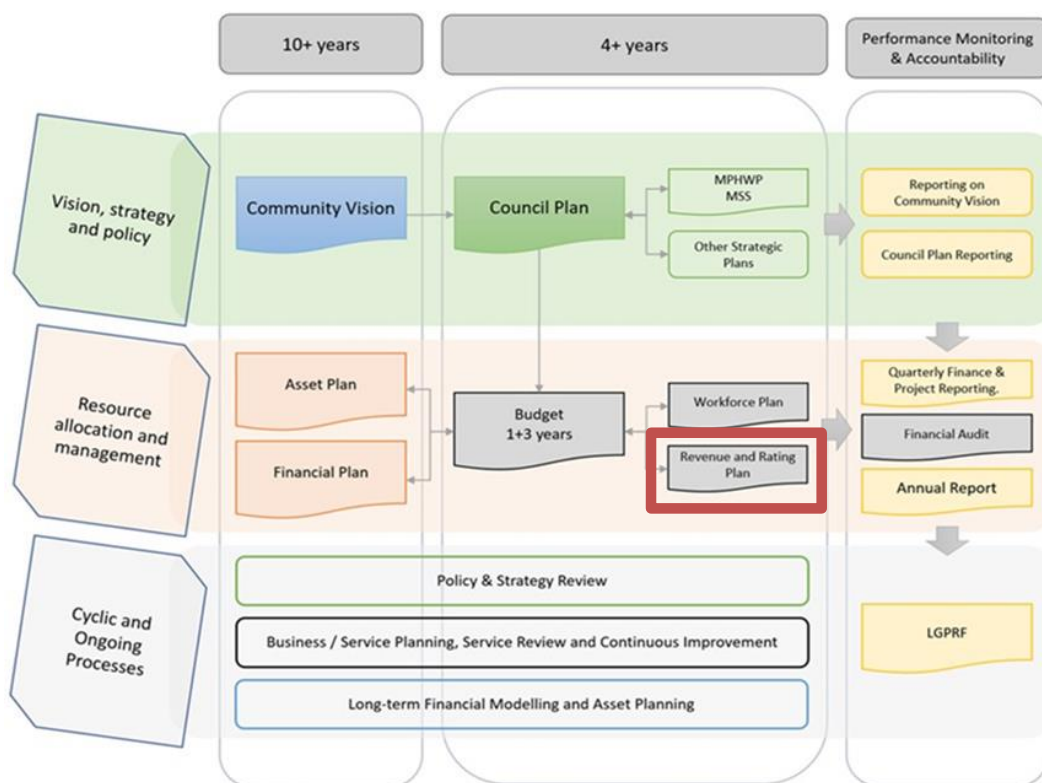 10+ years
4+ years
Performance Monitoring
& Accountability
Vision, strategy
and policy
Community Vision
Council Plan
MPHWP
MSS
Other Strategic
Plans
Reporting on
Community Vision
Council Plan Reporting
Resource
allocation and
management
Asset Plan
Financial Plan
Budget
1+3 years
Workforce Plan
Revenue and Rating
Plan
Quarterly Finance &
Project Reporting.
Financial Audit
Annual Report
Cyclic and
Ongoing
Processes
Policy & Strategy Review
Business / Service Planning, Service Review and Continuous Improvement
Long-term Financial Modelling and Asset Planning
LGPRF